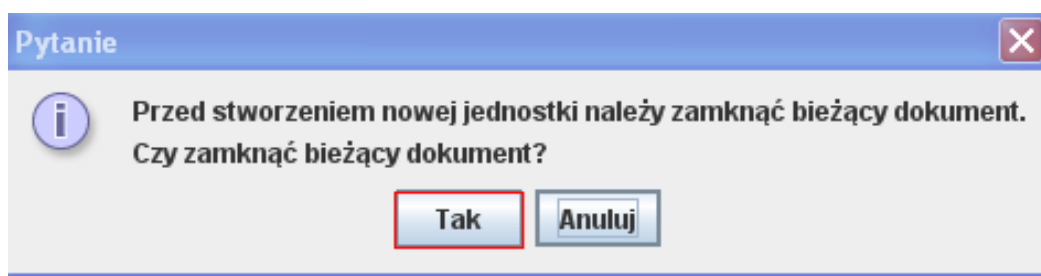 Pytanie
Przed stworzeniem nowej jednostki należy zamknąć bieżący dokument.
Czy zamknąć bieżący dokument?
Tak
Anuluj